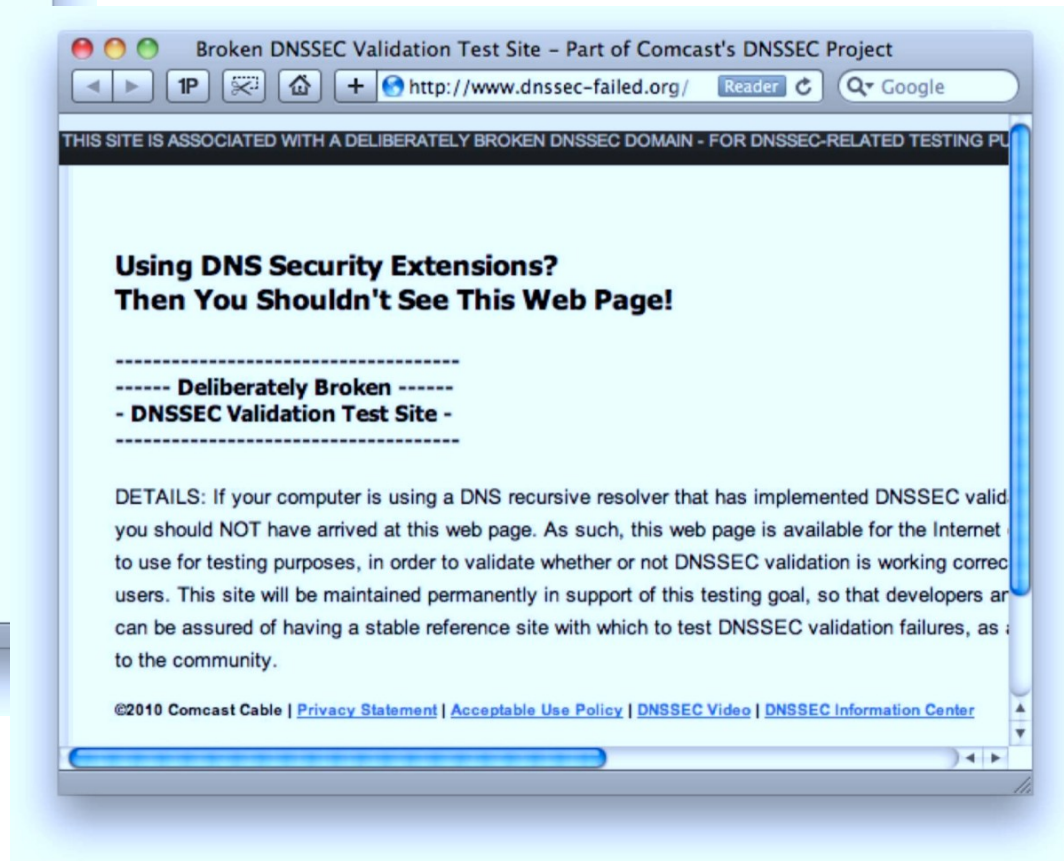 Broken DNSSEC Validation Test Site – Part of Comcast's DNSSEC Project
1P + http://www.dnssec-failed.org/ Reader Google
THIS SITE IS ASSOCIATED WITH A DELIBERATELY BROKEN DNSSEC DOMAIN - FOR DNSSEC-RELATED TESTING PU
Using DNS Security Extensions?
Then You Shouldn't See This Web Page!
-------------------------------------
------ Deliberately Broken ------
- DNSSEC Validation Test Site -
-------------------------------------
DETAILS: If your computer is using a DNS recursive resolver that has implemented DNSSEC valid
you should NOT have arrived at this web page. As such, this web page is available for the Internet
to use for testing purposes, in order to validate whether or not DNSSEC validation is working correc
users. This site will be maintained permanently in support of this testing goal, so that developers ar
can be assured of having a stable reference site with which to test DNSSEC validation failures, as a
to the community.
©2010 Comcast Cable | Privacy Statement | Acceptable Use Policy | DNSSEC Video | DNSSEC Information Center